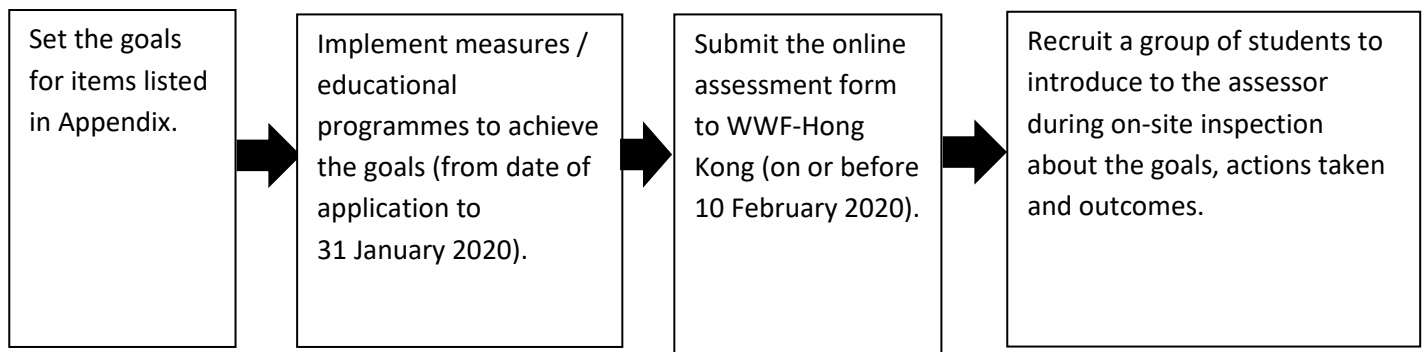 Set the goals
for items listed
in Appendix.
Implement measures /
educational
programmes to achieve
the goals (from date of
application to
31 January 2020).
Submit the online
assessment form
to WWF-Hong
Kong (on or before
10 February 2020).
Recruit a group of students to
introduce to the assessor
during on-site inspection
about the goals, actions taken
and outcomes.